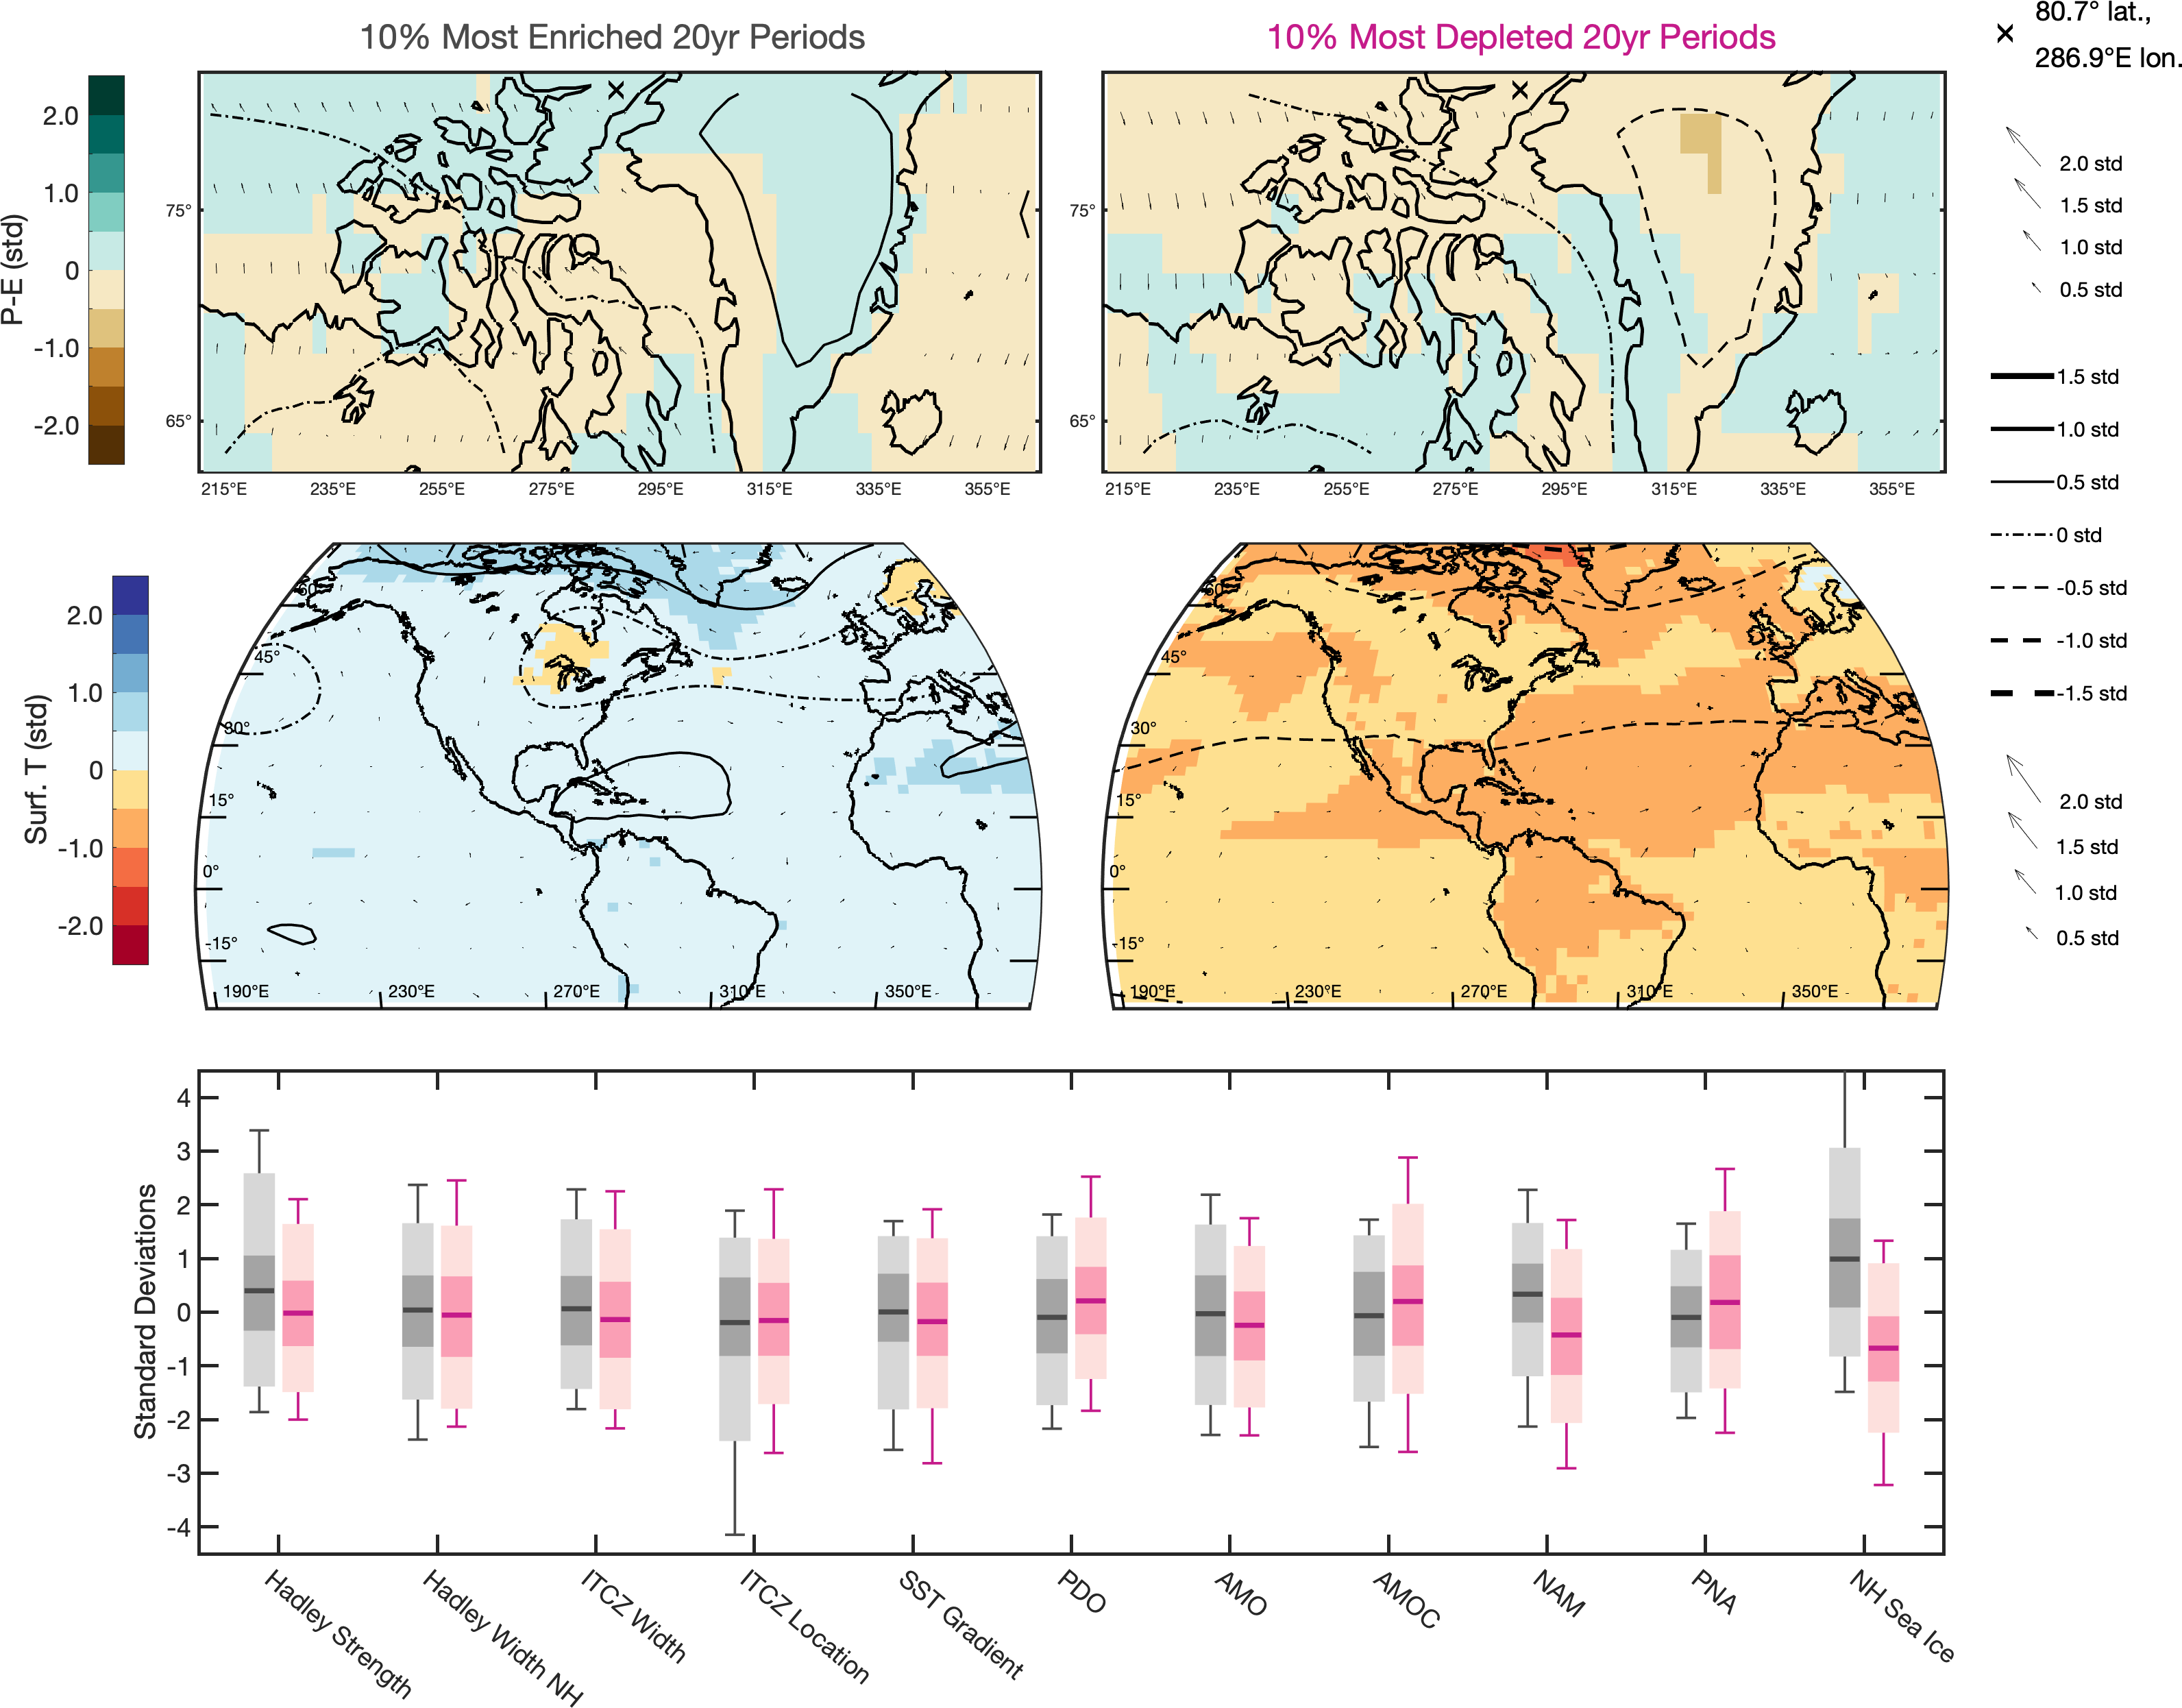 10% Most Enriched 20yr Periods
10% Most Depleted 20yr Periods
80.7° lat.,
286.9°E lon.
P-E (std)
2.0
1.0
0
-1.0
-2.0
75°
65°
215°E 235°E 255°E 275°E 295°E 315°E 335°E 355°E
75°
65°
215°E 235°E 255°E 275°E 295°E 315°E 335°E 355°E
2.0 std
1.5 std
1.0 std
0.5 std
1.5 std
1.0 std
0.5 std
0 std
-0.5 std
-1.0 std
-1.5 std
Surf. T (std)
2.0
1.0
0
-1.0
-2.0
60°
45°
30°
15°
0°
-15°
190°E 230°E 270°E 310°E 350°E
60°
45°
30°
15°
0°
-15°
190°E 230°E 270°E 310°E 350°E
2.0 std
1.5 std
1.0 std
0.5 std
Standard Deviations
4
3
2
1
0
-1
-2
-3
-4
Hadley Strength
Hadley Width NH
ITCZ Width
ITCZ Location
SST Gradient
PDO
AMO
AMOC
NAM
PNA
NH Sea Ice